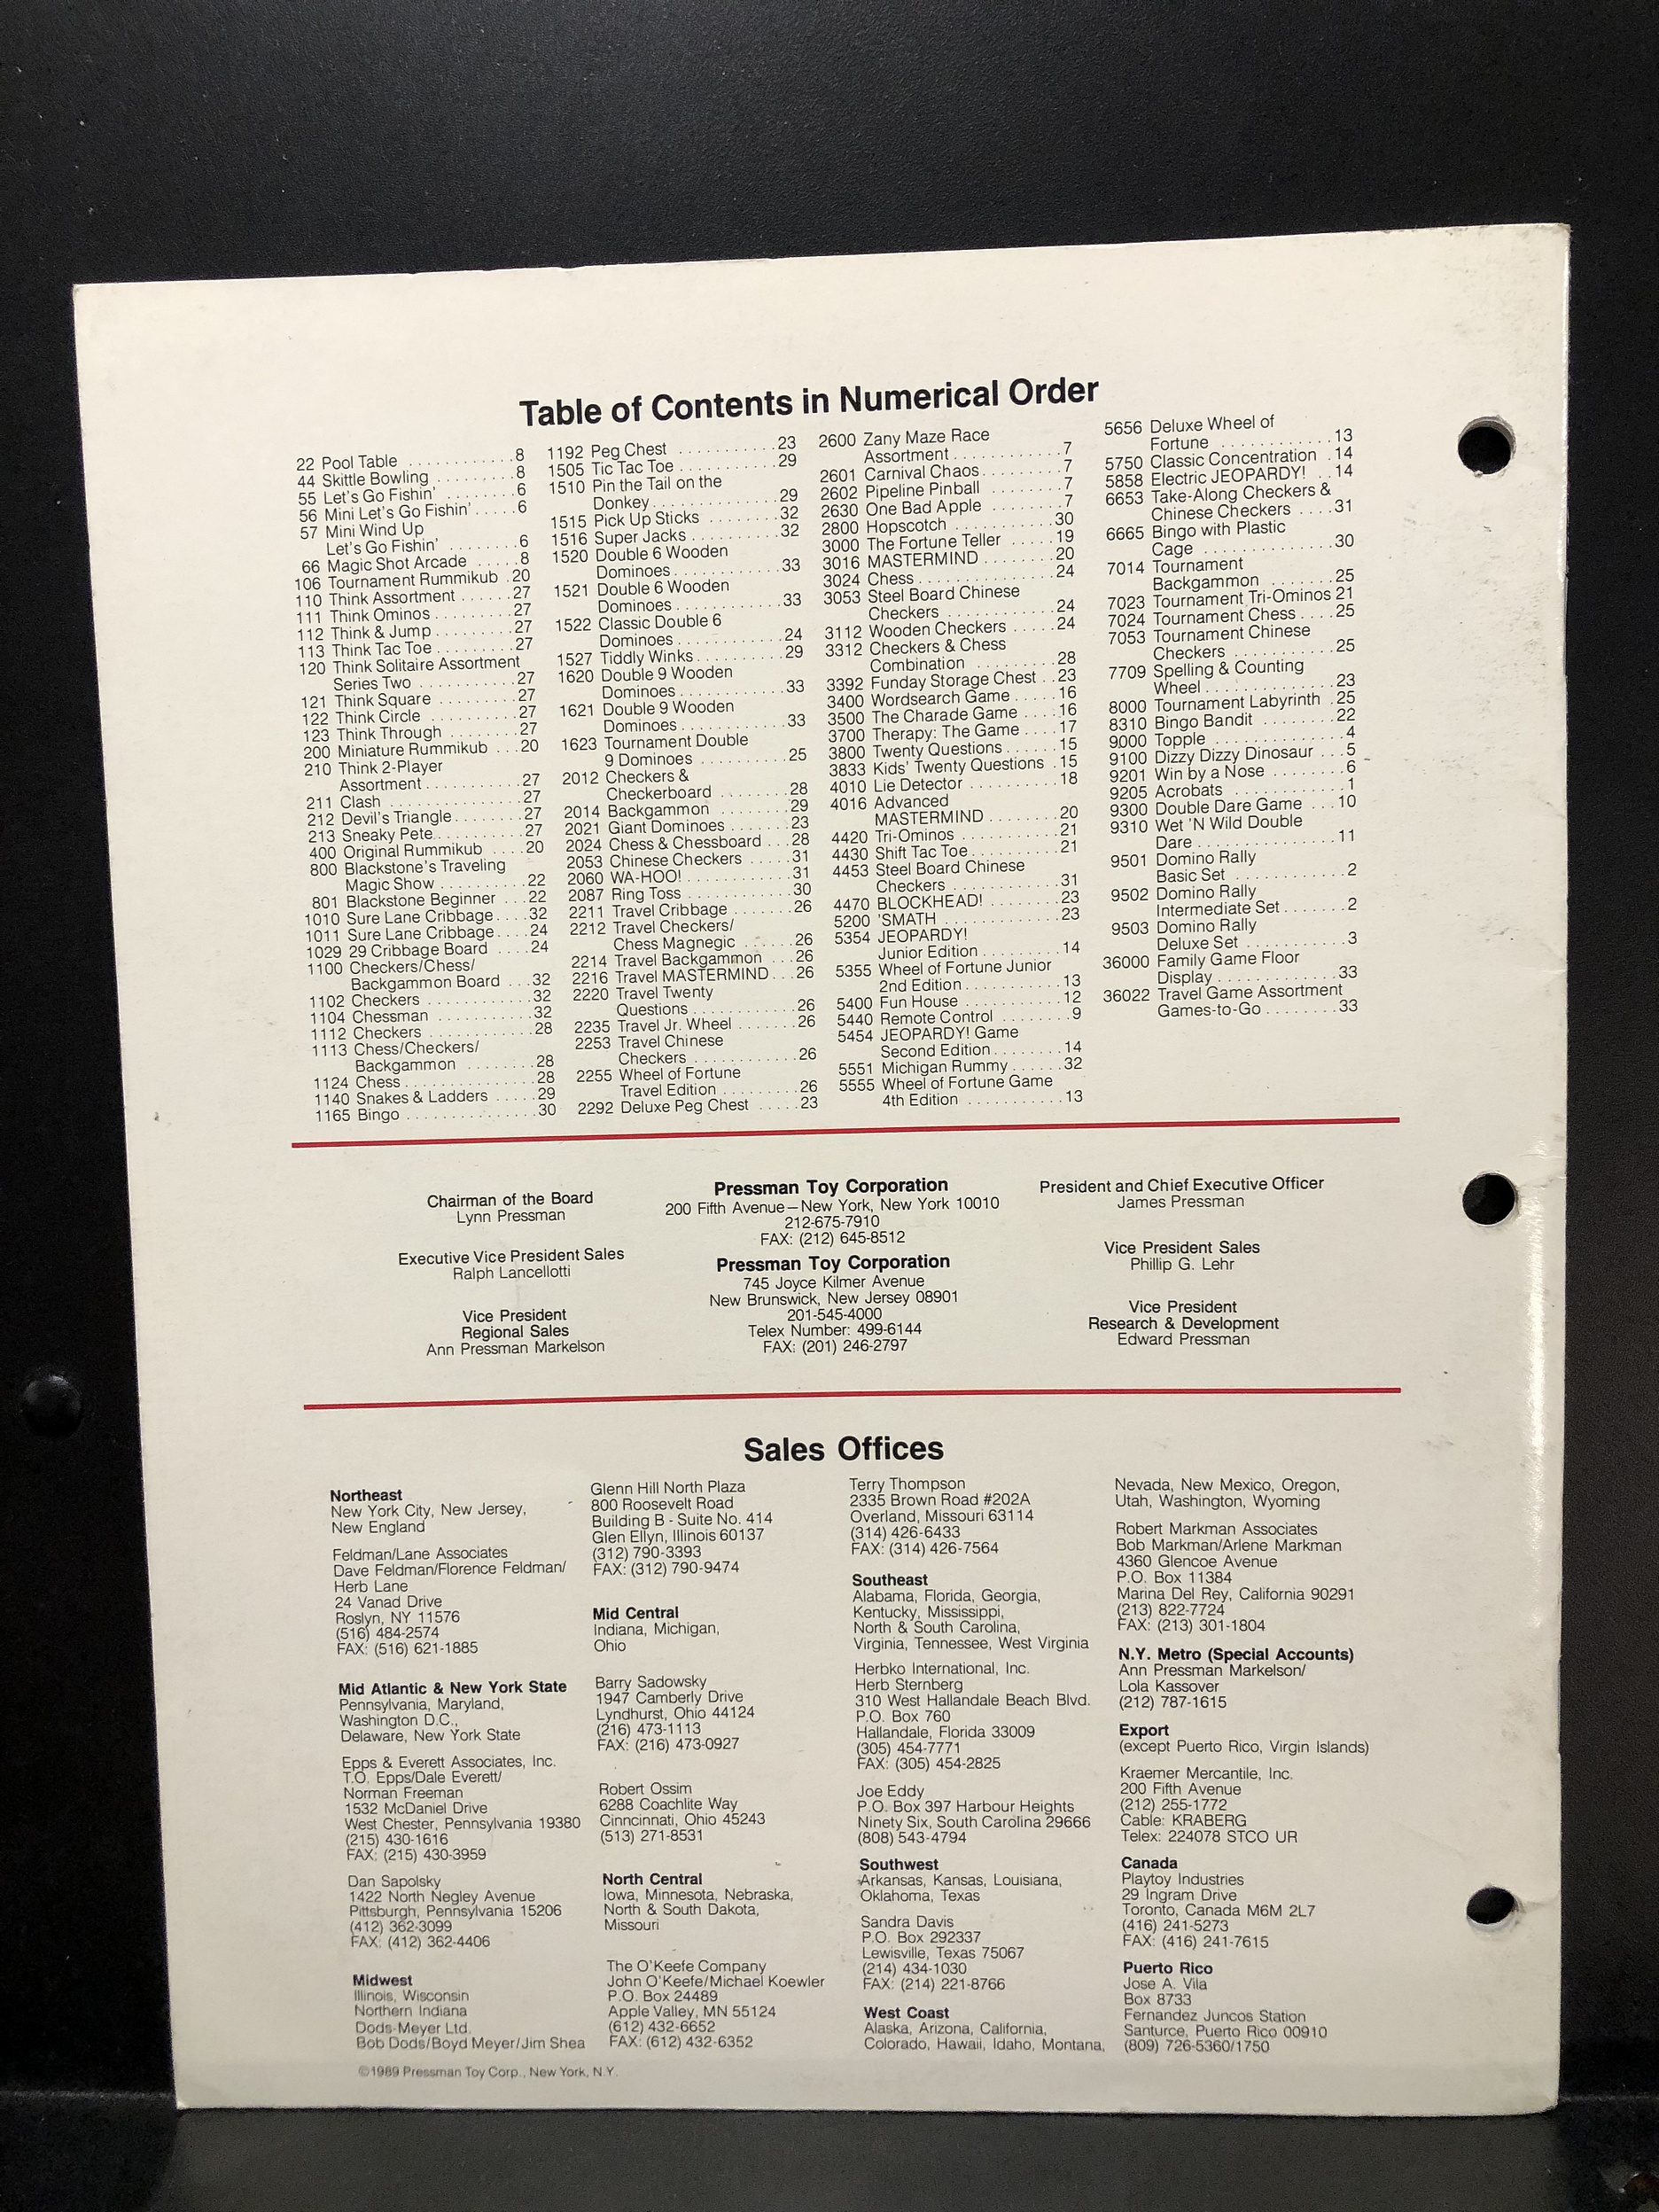 Table of Contents in Numerical Order
22 Pool Table . . . . . . . . . . . .8
44 Skittle Bowling . . . . . . . . .8
55 Let's Go Fishin' . . . . . . . . .6
56 Mini Let's Go Fishin' . . . . .6
57 Mini Wind Up
Let's Go Fishin' . . . . . . . .6
66 Magic Shot Arcade . . . . .8
106 Tournament Rummikub .20
110 Think Assortment . . . . . .27
111 Think Ominos . . . . . . . . .27
112 Think & Jump . . . . . . . . .27
113 Think Tac Toe . . . . . . . . .27
120 Think Solitaire Assortment
Series Two . . . . . . . . . . .27
121 Think Square . . . . . . . . .27
122 Think Circle . . . . . . . . . .27
123 Think Through . . . . . . . .27
200 Miniature Rummikub . . .20
210 Think 2-Player
Assortment . . . . . . . . . . .27
211 Clash . . . . . . . . . . . . . . .27
212 Devil's Triangle . . . . . . . .27
213 Sneaky Pete . . . . . . . . . .27
400 Original Rummikub . . . .20
800 Blackstone's Traveling
Magic Show . . . . . . . . . .22
801 Blackstone Beginner . . .22
1010 Sure Lane Cribbage . . . .32
1011 Sure Lane Cribbage . . . .24
1029 29 Cribbage Board . . . .24
1100 Checkers/Chess/
Backgammon Board . . .32
1102 Checkers . . . . . . . . . . . .32
1104 Chessman . . . . . . . . . . .32
1112 Checkers . . . . . . . . . . . .28
1113 Chess/Checkers/
Backgammon . . . . . . . .28
1124 Chess . . . . . . . . . . . . . . .28
1140 Snakes & Ladders . . . . .29
1165 Bingo . . . . . . . . . . . . . . .30
1192 Peg Chest . . . . . . . . . . .23
1505 Tic Tac Toe . . . . . . . . . . .29
1510 Pin the Tail on the
Donkey . . . . . . . . . . . . . .29
1515 Pick Up Sticks . . . . . . . .32
1516 Super Jacks . . . . . . . . . .32
1520 Double 6 Wooden
Dominoes . . . . . . . . . . . .33
1521 Double 6 Wooden
Dominoes . . . . . . . . . . . .33
1522 Classic Double 6
Dominoes . . . . . . . . . . . .24
1527 Tiddly Winks . . . . . . . . . .29
1620 Double 9 Wooden
Dominoes . . . . . . . . . . . .33
1621 Double 9 Wooden
Dominoes . . . . . . . . . . . .33
1623 Tournament Double
9 Dominoes . . . . . . . . . .25
2012 Checkers &
Checkerboard . . . . . . . .28
2014 Backgammon . . . . . . . .29
2021 Giant Dominoes . . . . . . .23
2024 Chess & Chessboard . . .28
2053 Chinese Checkers . . . . .31
2060 WA-HOO! . . . . . . . . . . . .31
2087 Ring Toss . . . . . . . . . . . .30
2211 Travel Cribbage . . . . . . .26
2212 Travel Checkers/
Chess Magnegic . . . . . .26
2214 Travel Backgammon . . .26
2216 Travel MASTERMIND . . .26
2220 Travel Twenty
Questions . . . . . . . . . . . .26
2235 Travel Jr. Wheel . . . . . . .26
2253 Travel Chinese
Checkers . . . . . . . . . . . .26
2255 Wheel of Fortune
Travel Edition . . . . . . . . .26
2292 Deluxe Peg Chest . . . . .23
2600 Zany Maze Race
Assortment . . . . . . . . . . .7
2601 Carnival Chaos . . . . . . . .7
2602 Pipeline Pinball . . . . . . .7
2630 One Bad Apple . . . . . . .7
2800 Hopscotch . . . . . . . . . . .30
3000 The Fortune Teller . . . . .19
3016 MASTERMIND . . . . . . . .20
3024 Chess . . . . . . . . . . . . . . .24
3053 Steel Board Chinese
Checkers . . . . . . . . . . . .24
3112 Wooden Checkers . . . . .24
3312 Checkers & Chess
Combination . . . . . . . . .28
3392 Funday Storage Chest . .23
3400 Wordsearch Game . . . . .16
3500 The Charade Game . . . .16
3700 Therapy: The Game . . . .17
3800 Twenty Questions . . . . . .15
3833 Kids' Twenty Questions .15
4010 Lie Detector . . . . . . . . . .18
4016 Advanced
MASTERMIND . . . . . . . .20
4420 Tri-Ominos . . . . . . . . . . .21
4430 Shift Tac Toe . . . . . . . . . .21
4453 Steel Board Chinese
Checkers . . . . . . . . . . . .31
4470 BLOCKHEAD! . . . . . . . .23
5200 'SMATH . . . . . . . . . . . . .23
5354 JEOPARDY!
Junior Edition . . . . . . . . .14
5355 Wheel of Fortune Junior
2nd Edition . . . . . . . . . . .13
5400 Fun House . . . . . . . . . . .12
5440 Remote Control . . . . . . .9
5454 JEOPARDY! Game
Second Edition . . . . . . . .14
5551 Michigan Rummy . . . . . .32
5555 Wheel of Fortune Game
4th Edition . . . . . . . . . . .13
5656 Deluxe Wheel of
Fortune . . . . . . . . . . . .13
5750 Classic Concentration .14
5858 Electric JEOPARDY! . .14
6653 Take-Along Checkers &
Chinese Checkers . . . .31
6665 Bingo with Plastic
Cage . . . . . . . . . . . . . .30
7014 Tournament
Backgammon . . . . . . .25
7023 Tournament Tri-Ominos 21
7024 Tournament Chess . . . .25
7053 Tournament Chinese
Checkers . . . . . . . . . . .25
7709 Spelling & Counting
Wheel . . . . . . . . . . . . . .23
8000 Tournament Labyrinth .25
8310 Bingo Bandit . . . . . . . .22
9000 Topple . . . . . . . . . . . . .4
9100 Dizzy Dizzy Dinosaur . . .5
9201 Win by a Nose . . . . . . . .6
9205 Acrobats . . . . . . . . . . . .1
9300 Double Dare Game . . .10
9310 Wet 'N Wild Double
Dare . . . . . . . . . . . . . . .11
9501 Domino Rally
Basic Set . . . . . . . . . . .2
9502 Domino Rally
Intermediate Set . . . . . . .2
9503 Domino Rally
Deluxe Set . . . . . . . . . .3
36000 Family Game Floor
Display . . . . . . . . . . . . .33
36022 Travel Game Assortment
Games-to-Go . . . . . . . .33
Chairman of the Board
Lynn Pressman
Executive Vice President Sales
Ralph Lancellotti
Vice President
Regional Sales
Ann Pressman Markelson
Pressman Toy Corporation
200 Fifth Avenue—New York, New York 10010
212-675-7910
FAX: (212) 645-8512
Pressman Toy Corporation
745 Joyce Kilmer Avenue
New Brunswick, New Jersey 08901
201-545-4000
Telex Number: 499-6144
FAX: (201) 246-2797
President and Chief Executive Officer
James Pressman
Vice President Sales
Phillip G. Lehr
Vice President
Research & Development
Edward Pressman
Sales Offices
Northeast
New York City, New Jersey,
New England
Feldman/Lane Associates
Dave Feldman/Florence Feldman/
Herb Lane
24 Vanad Drive
Roslyn, NY 11576
(516) 484-2574
FAX: (516) 621-1885
Mid Atlantic & New York State
Pennsylvania, Maryland,
Washington D.C.,
Delaware, New York State
Epps & Everett Associates, Inc.
T.O. Epps/Dale Everett/
Norman Freeman
1532 McDaniel Drive
West Chester, Pennsylvania 19380
(215) 430-1616
FAX: (215) 430-3959
Dan Sapolsky
1422 North Negley Avenue
Pittsburgh, Pennsylvania 15206
(412) 362-3099
FAX: (412) 362-4406
Midwest
Illinois, Wisconsin
Northern Indiana
Dods-Meyer Ltd.
Bob Dods/Boyd Meyer/Jim Shea
Glenn Hill North Plaza
800 Roosevelt Road
Building B - Suite No. 414
Glen Ellyn, Illinois 60137
(312) 790-3393
FAX: (312) 790-9474
Mid Central
Indiana, Michigan,
Ohio
Barry Sadowsky
1947 Camberly Drive
Lyndhurst, Ohio 44124
(216) 473-1113
FAX: (216) 473-0927
Robert Ossim
6288 Coachlite Way
Cinncinnati, Ohio 45243
(513) 271-8531
North Central
Iowa, Minnesota, Nebraska,
North & South Dakota,
Missouri
The O'Keefe Company
John O'Keefe/Michael Koewler
P.O. Box 24489
Apple Valley, MN 55124
(612) 432-6652
FAX: (612) 432-6352
Terry Thompson
2335 Brown Road #202A
Overland, Missouri 63114
(314) 426-6433
FAX: (314) 426-7564
Southeast
Alabama, Florida, Georgia,
Kentucky, Mississippi,
North & South Carolina,
Virginia, Tennessee, West Virginia
Herbko International, Inc.
Herb Sternberg
310 West Hallandale Beach Blvd.
P.O. Box 760
Hallandale, Florida 33009
(305) 454-7771
FAX: (305) 454-2825
Joe Eddy
P.O. Box 397 Harbour Heights
Ninety Six, South Carolina 29666
(808) 543-4794
Southwest
Arkansas, Kansas, Louisiana,
Oklahoma, Texas
Sandra Davis
P.O. Box 292337
Lewisville, Texas 75067
(214) 434-1030
FAX: (214) 221-8766
West Coast
Alaska, Arizona, California,
Colorado, Hawaii, Idaho, Montana,
Nevada, New Mexico, Oregon,
Utah, Washington, Wyoming
Robert Markman Associates
Bob Markman/Arlene Markman
4360 Glencoe Avenue
P.O. Box 11384
Marina Del Rey, California 90291
(213) 822-7724
FAX: (213) 301-1804
N.Y. Metro (Special Accounts)
Ann Pressman Markelson/
Lola Kassover
(212) 787-1615
Export
(except Puerto Rico, Virgin Islands)
Kraemer Mercantile, Inc.
200 Fifth Avenue
(212) 255-1772
Cable: KRABERG
Telex: 224078 STCO UR
Canada
Playtoy Industries
29 Ingram Drive
Toronto, Canada M6M 2L7
(416) 241-5273
FAX: (416) 241-7615
Puerto Rico
Jose A. Vila
Box 8733
Fernandez Juncos Station
Santurce, Puerto Rico 00910
(809) 726-5360/1750
©1989 Pressman Toy Corp., New York, N.Y.